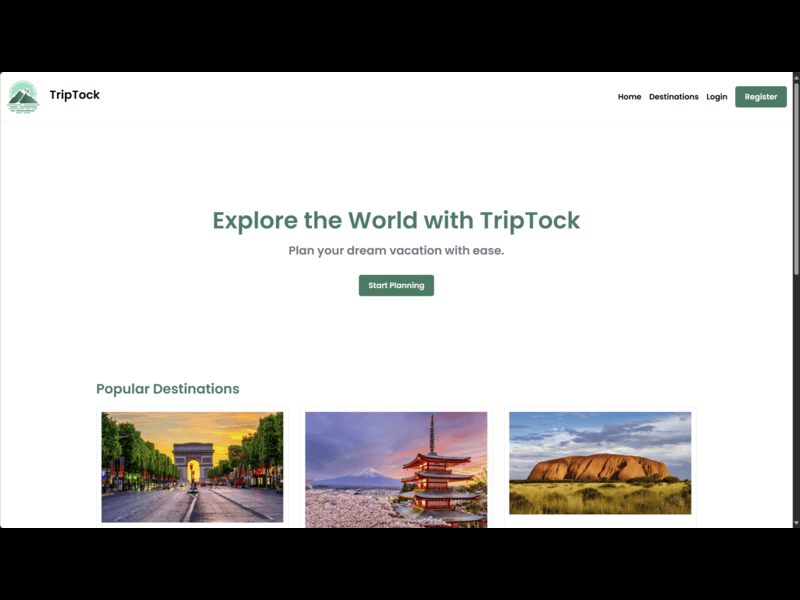 TripTock
Home Destinations Login Register
Explore the World with TripTock
Plan your dream vacation with ease.
Start Planning
Popular Destinations